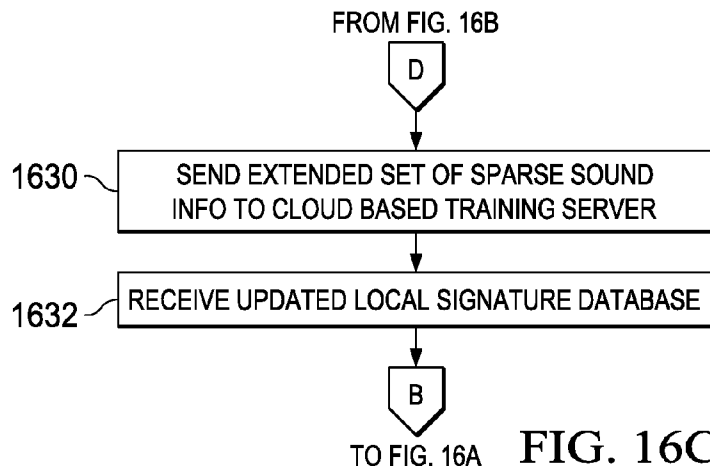 FROM FIG. 16B
D
1630
SEND EXTENDED SET OF SPARSE SOUND
INFO TO CLOUD BASED TRAINING SERVER
1632
RECEIVE UPDATED LOCAL SIGNATURE DATABASE
B
TO FIG. 16A
FIG. 16C